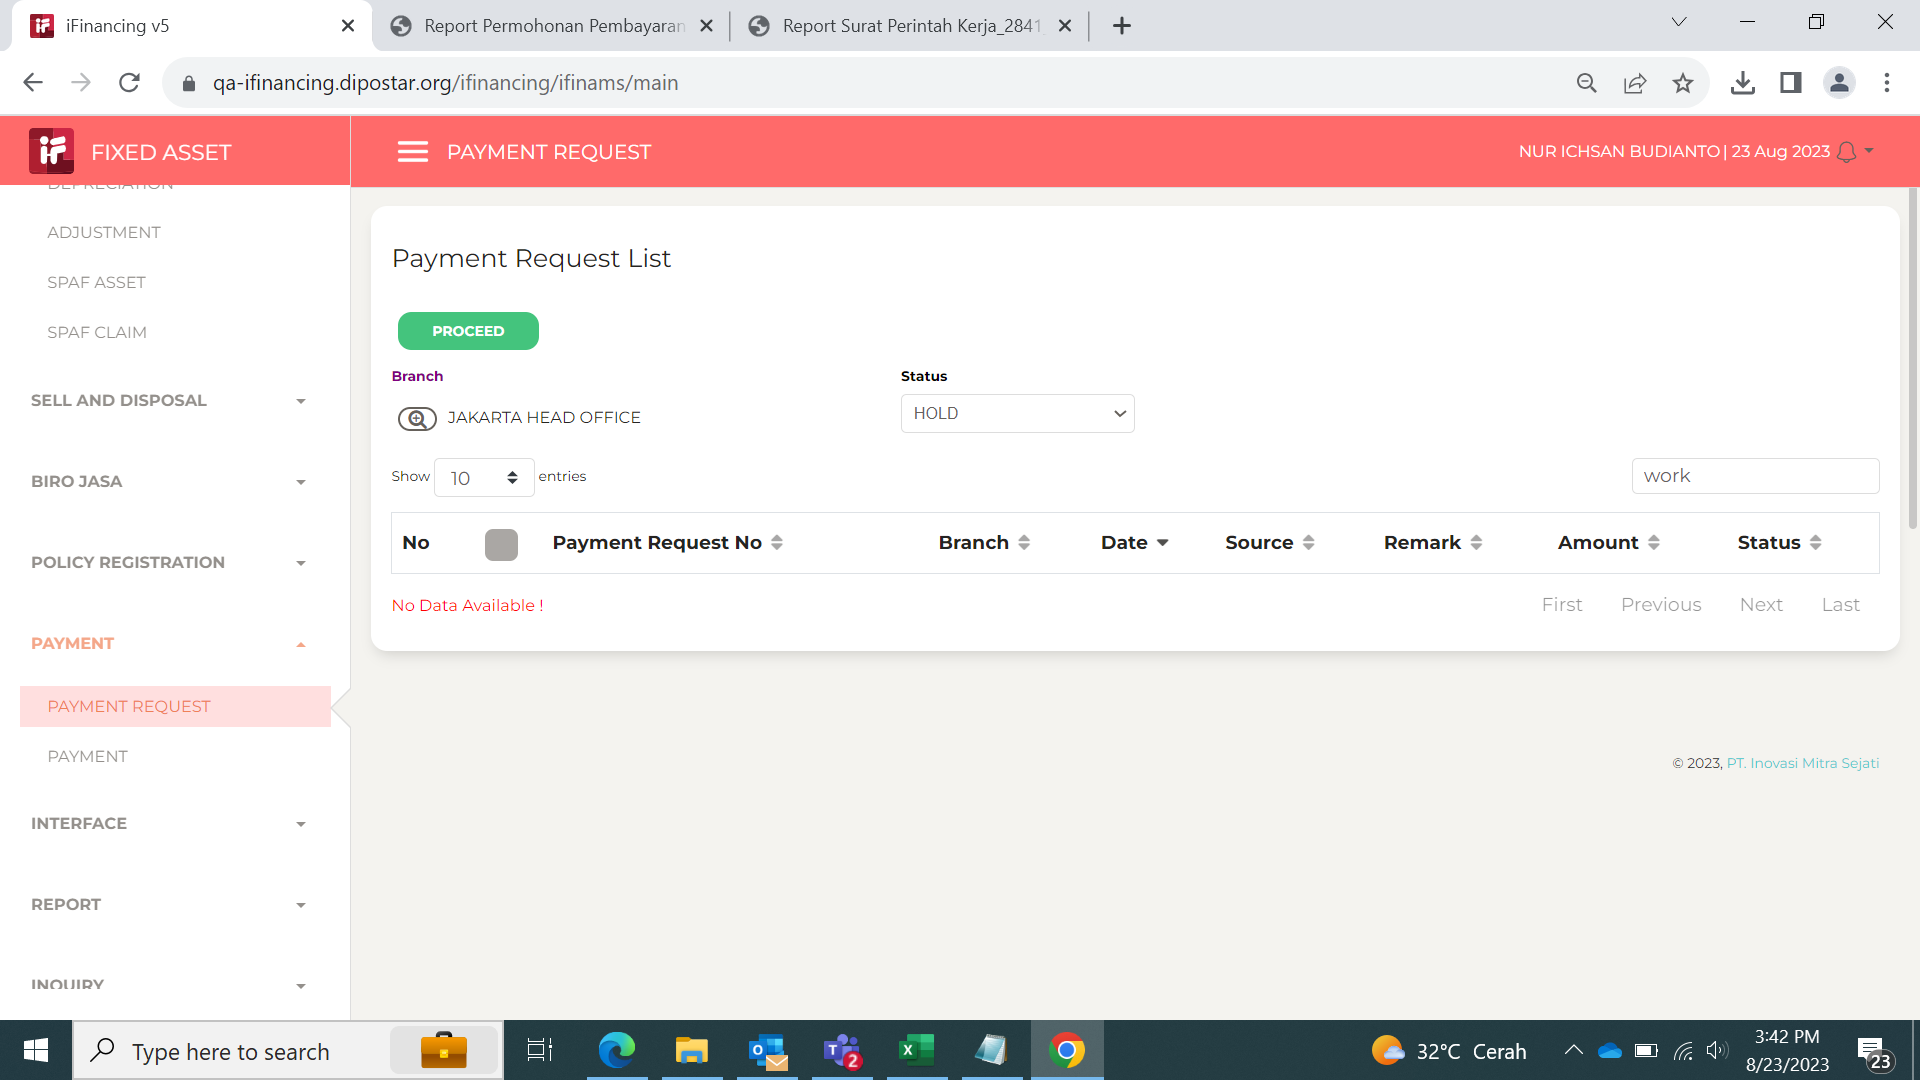 iFinancing v5
Report Permohonan Pembayaran
Report Surat Perintah Kerja_2841
qa-ifinancing.dipostar.org/ifinancing/ifinams/main
iF FIXED ASSET
PAYMENT REQUEST
NUR ICHSAN BUDIANTO | 23 Aug 2023
DEPRECIATION
ADJUSTMENT
SPAF ASSET
SPAF CLAIM
SELL AND DISPOSAL
BIRO JASA
POLICY REGISTRATION
PAYMENT
PAYMENT REQUEST
PAYMENT
INTERFACE
REPORT
INQUIRY
Payment Request List
PROCEED
Branch
Status
JAKARTA HEAD OFFICE
HOLD
Show 10 entries
work
No Payment Request No Branch Date Source Remark Amount Status
No Data Available !
First Previous Next Last
© 2023, PT. Inovasi Mitra Sejati
Type here to search
2
32°C Cerah
3:42 PM
8/23/2023
23